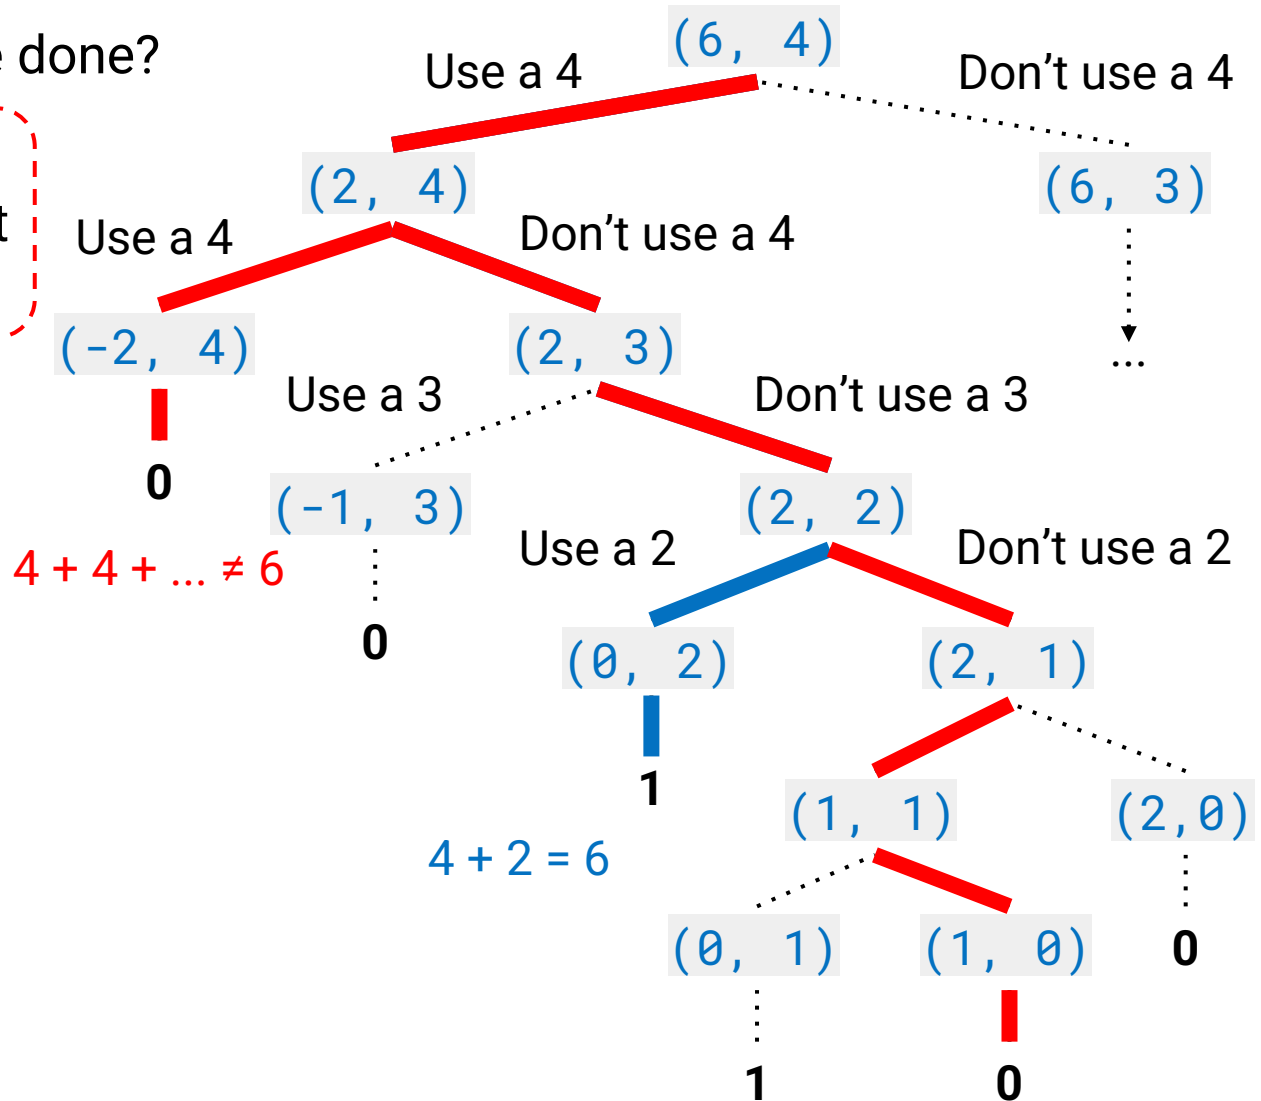 (6, 4)
e done?
Use a 4
Don't use a 4
(2, 4)
(6, 3)
t
Use a 4
Don't use a 4
(-2, 4)
(2, 3)
...
Use a 3
Don't use a 3
0
(-1, 3)
(2, 2)
4 + 4 + ... ≠ 6
Use a 2
Don't use a 2
0
(0, 2)
(2, 1)
1
(1, 1)
(2,0)
4 + 2 = 6
(0, 1)
(1, 0)
0
1
0